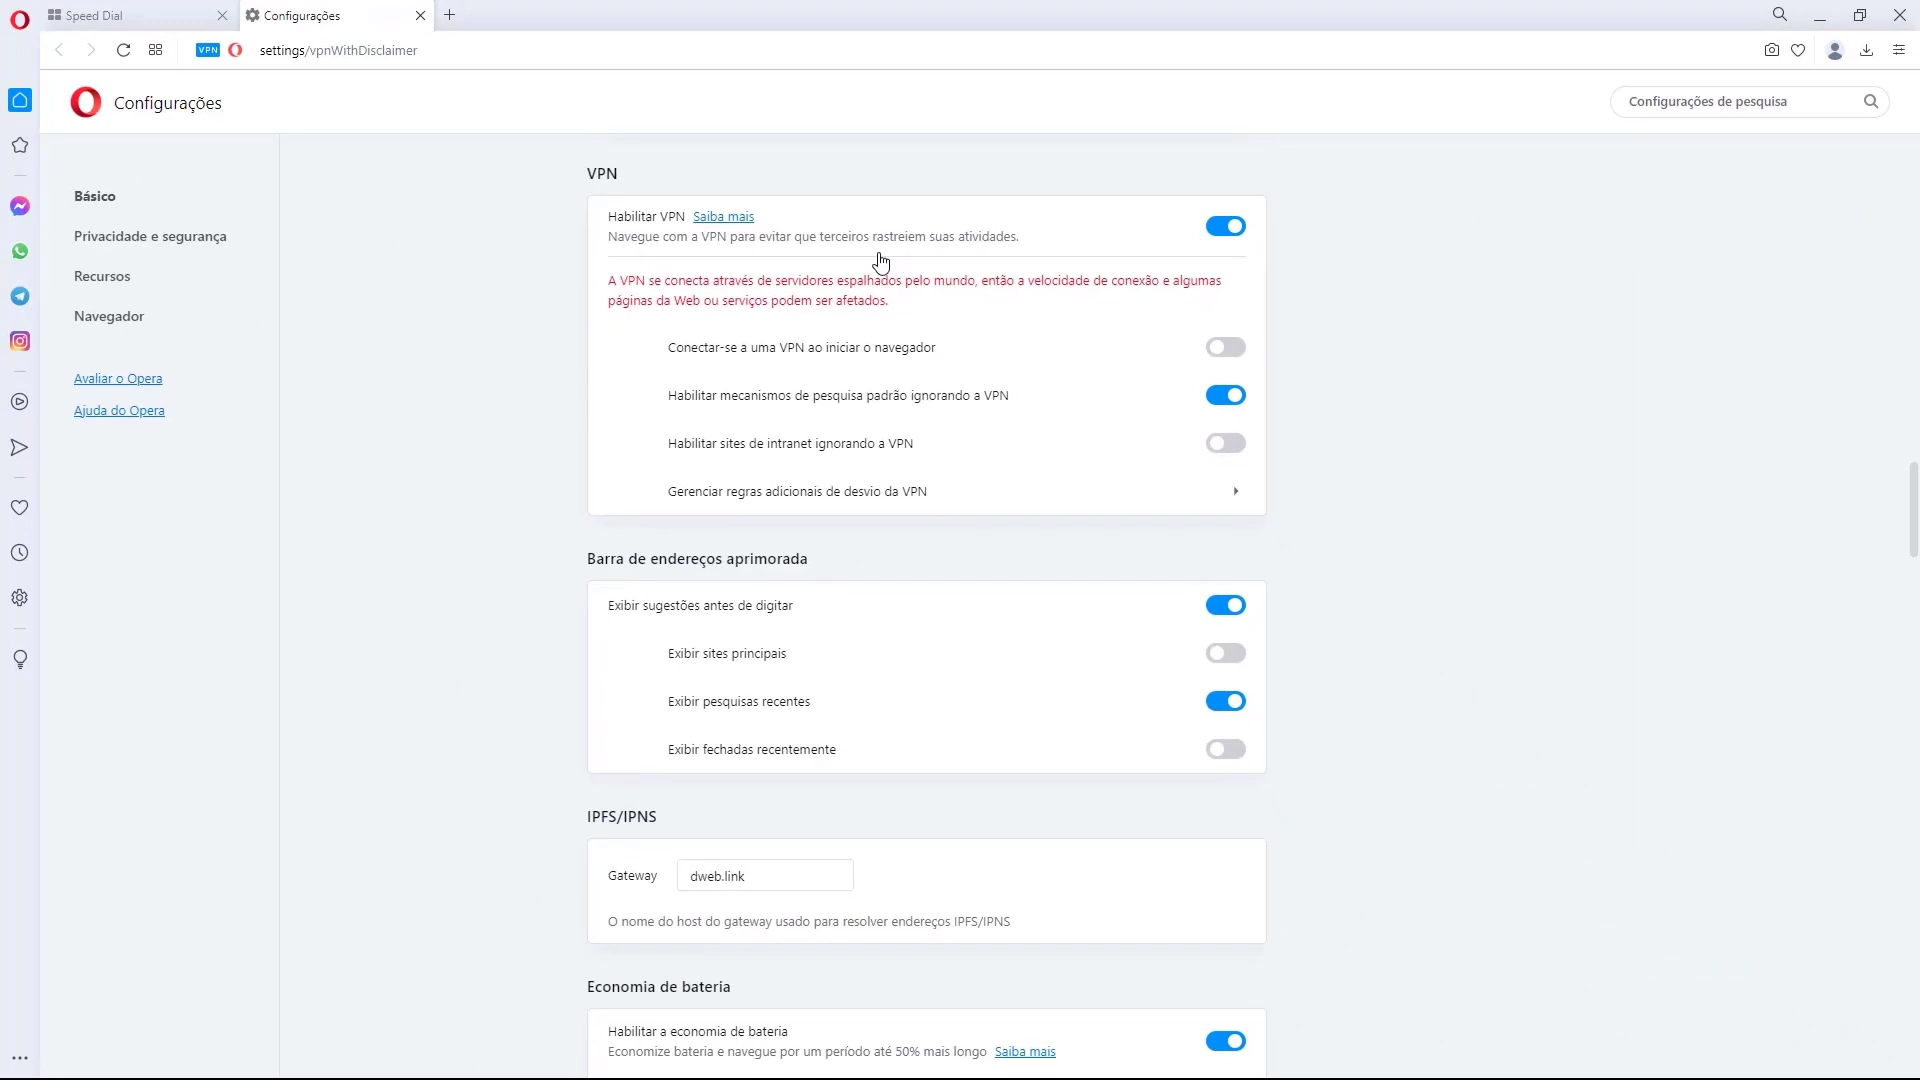 Speed Dial
Configurações
VPN
settings/vpnWithDisclaimer
Configurações
Configurações de pesquisa
Básico
Privacidade e segurança
Recursos
Navegador
Avaliar o Opera
Ajuda do Opera
VPN
Habilitar VPN Saiba mais
Navegue com a VPN para evitar que terceiros rastreiem suas atividades.
A VPN se conecta através de servidores espalhados pelo mundo, então a velocidade de conexão e algumas
páginas da Web ou serviços podem ser afetados.
Conectar-se a uma VPN ao iniciar o navegador
Habilitar mecanismos de pesquisa padrão ignorando a VPN
Habilitar sites de intranet ignorando a VPN
Gerenciar regras adicionais de desvio da VPN
Barra de endereços aprimorada
Exibir sugestões antes de digitar
Exibir sites principais
Exibir pesquisas recentes
Exibir fechadas recentemente
IPFS/IPNS
Gateway dweb.link
O nome do host do gateway usado para resolver endereços IPFS/IPNS
Economia de bateria
Habilitar a economia de bateria
Economize bateria e navegue por um período até 50% mais longo Saiba mais